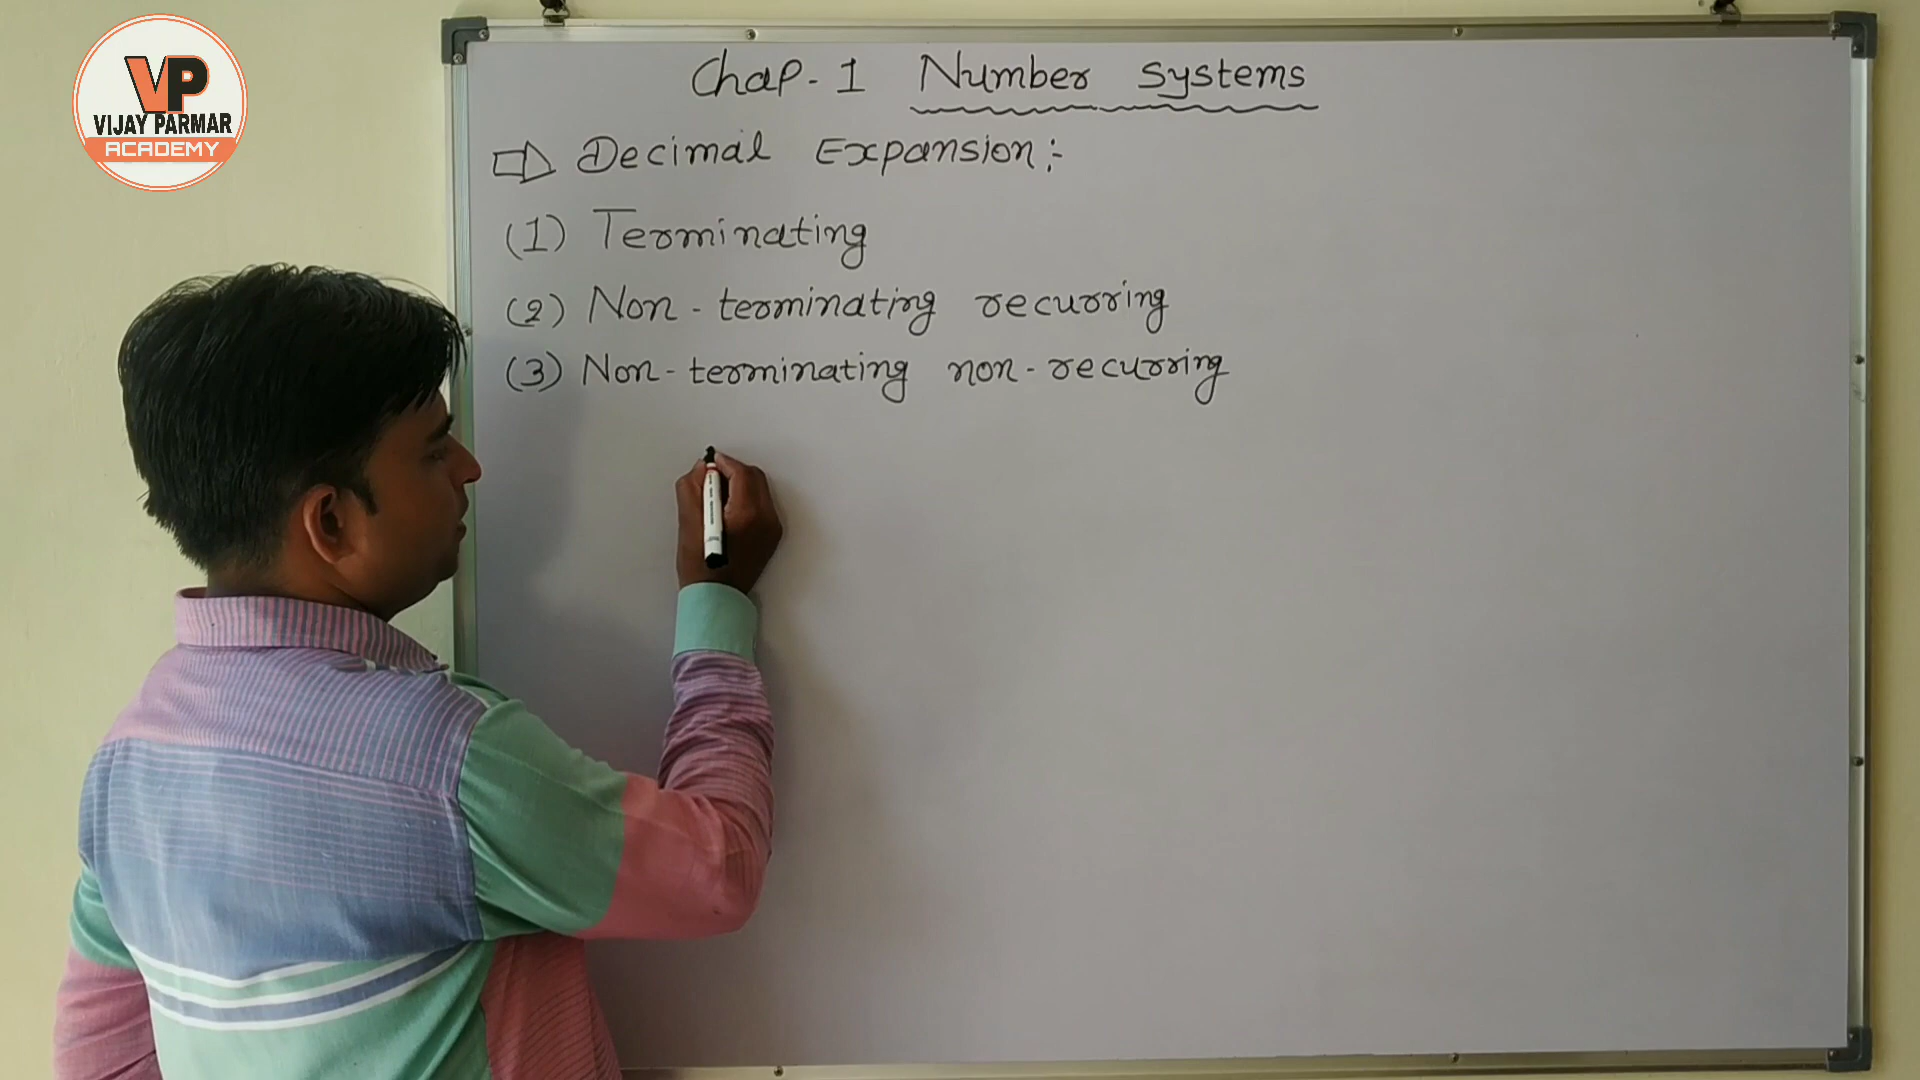 VP
VIJAY PARMAR
ACADEMY
Chap-1 Number Systems
⇨ Decimal Expansion:-
(1) Terminating
(2) Non-terminating recurring
(3) Non-terminating non-recurring